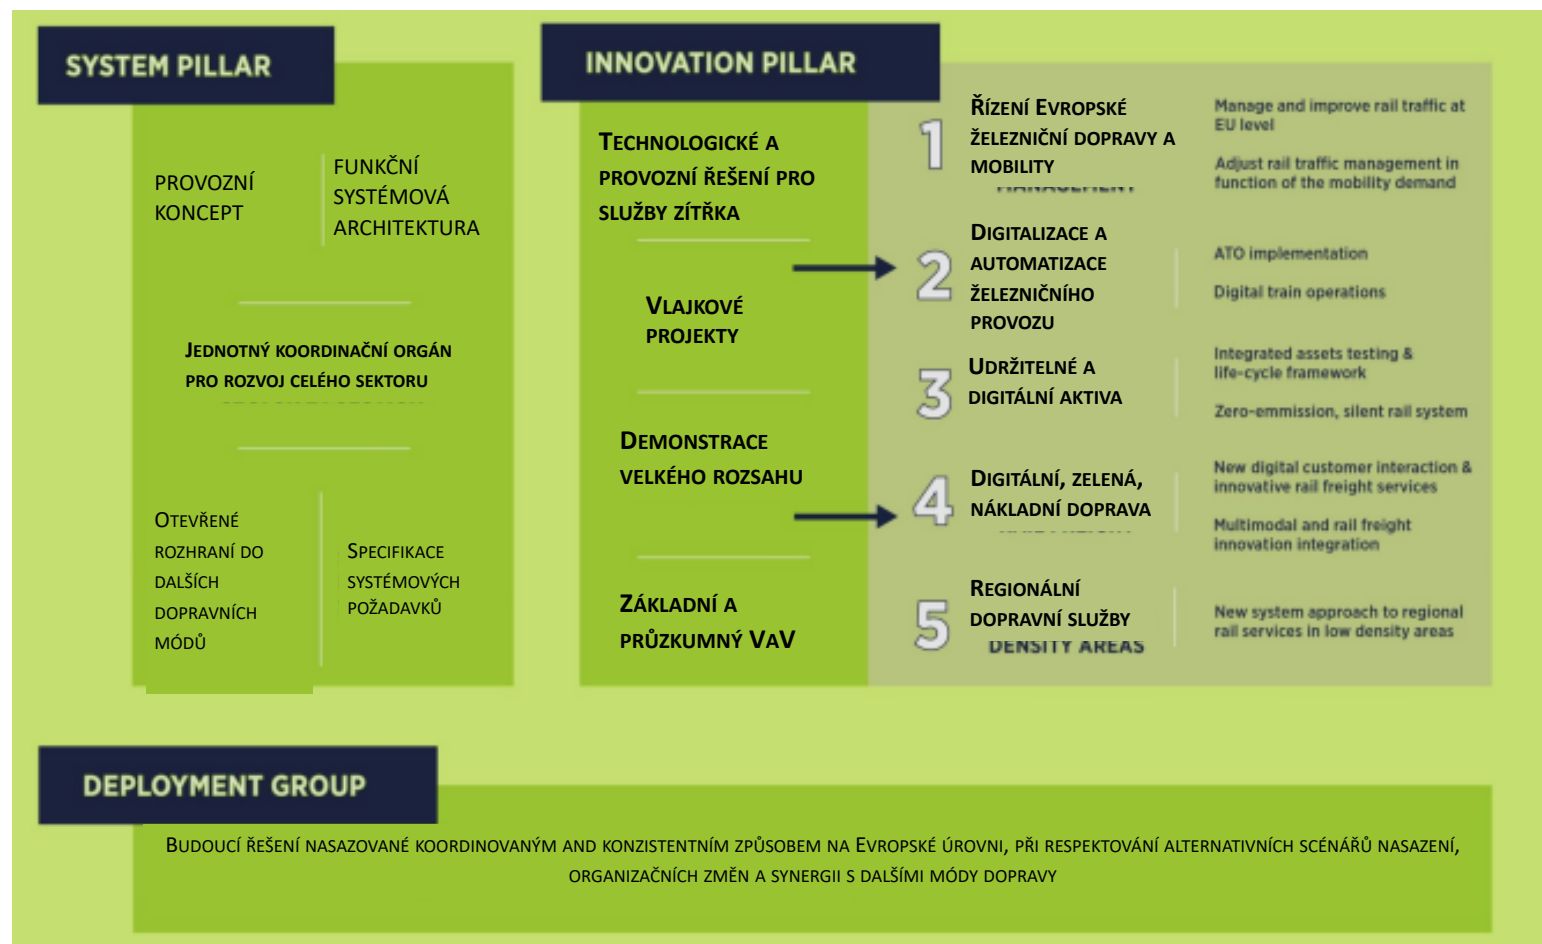 SYSTEM PILLAR
PROVOZNÍ
KONCEPT
FUNKČNÍ
SYSTÉMOVÁ
ARCHITEKTURA
JEDNOTNÝ KOORDINAČNÍ ORGÁN
PRO ROZVOJ CELÉHO SEKTORU
OTEVŘENÉ
ROZHRANÍ DO
DALŠÍCH
DOPRAVNÍCH
MÓDŮ
SPECIFIKACE
SYSTÉMOVÝCH
POŽADAVKŮ
INNOVATION PILLAR
TECHNOLOGICKÉ A
PROVOZNÍ ŘEŠENÍ PRO
SLUŽBY ZÍTŘKA
VLAJKOVÉ
PROJEKTY
DEMONSTRACE
VELKÉHO ROZSAHU
ZÁKLADNÍ A
PRŮZKUMNÝ VAV
1
ŘÍZENÍ EVROPSKÉ
ŽELEZNIČNÍ DOPRAVY A
MOBILITY
MANAGEMENT
Manage and improve rail traffic at
EU level
Adjust rail traffic management in
function of the mobility demand
2
DIGITALIZACE A
AUTOMATIZACE
ŽELEZNIČNÍHO
PROVOZU
ATO implementation
Digital train operations
3
UDRŽITELNÉ A
DIGITÁLNÍ AKTIVA
Integrated assets testing &
life-cycle framework
Zero-emmission, silent rail system
4
DIGITÁLNÍ, ZELENÁ,
NÁKLADNÍ DOPRAVA
New digital customer interaction &
innovative rail freight services
Multimodal and rail freight
innovation integration
5
REGIONÁLNÍ
DOPRAVNÍ SLUŽBY
DENSITY AREAS
New system approach to regional
rail services in low density areas
DEPLOYMENT GROUP
BUDOUCÍ ŘEŠENÍ NASAZOVANÉ KOORDINOVANÝM AND KONZISTENTNÍM ZPŮSOBEM NA EVROPSKÉ ÚROVNI, PŘI RESPEKTOVÁNÍ ALTERNATIVNÍCH SCÉNÁŘŮ NASAZENÍ,
ORGANIZAČNÍCH ZMĚN A SYNERGII S DALŠÍMI MÓDY DOPRAVY